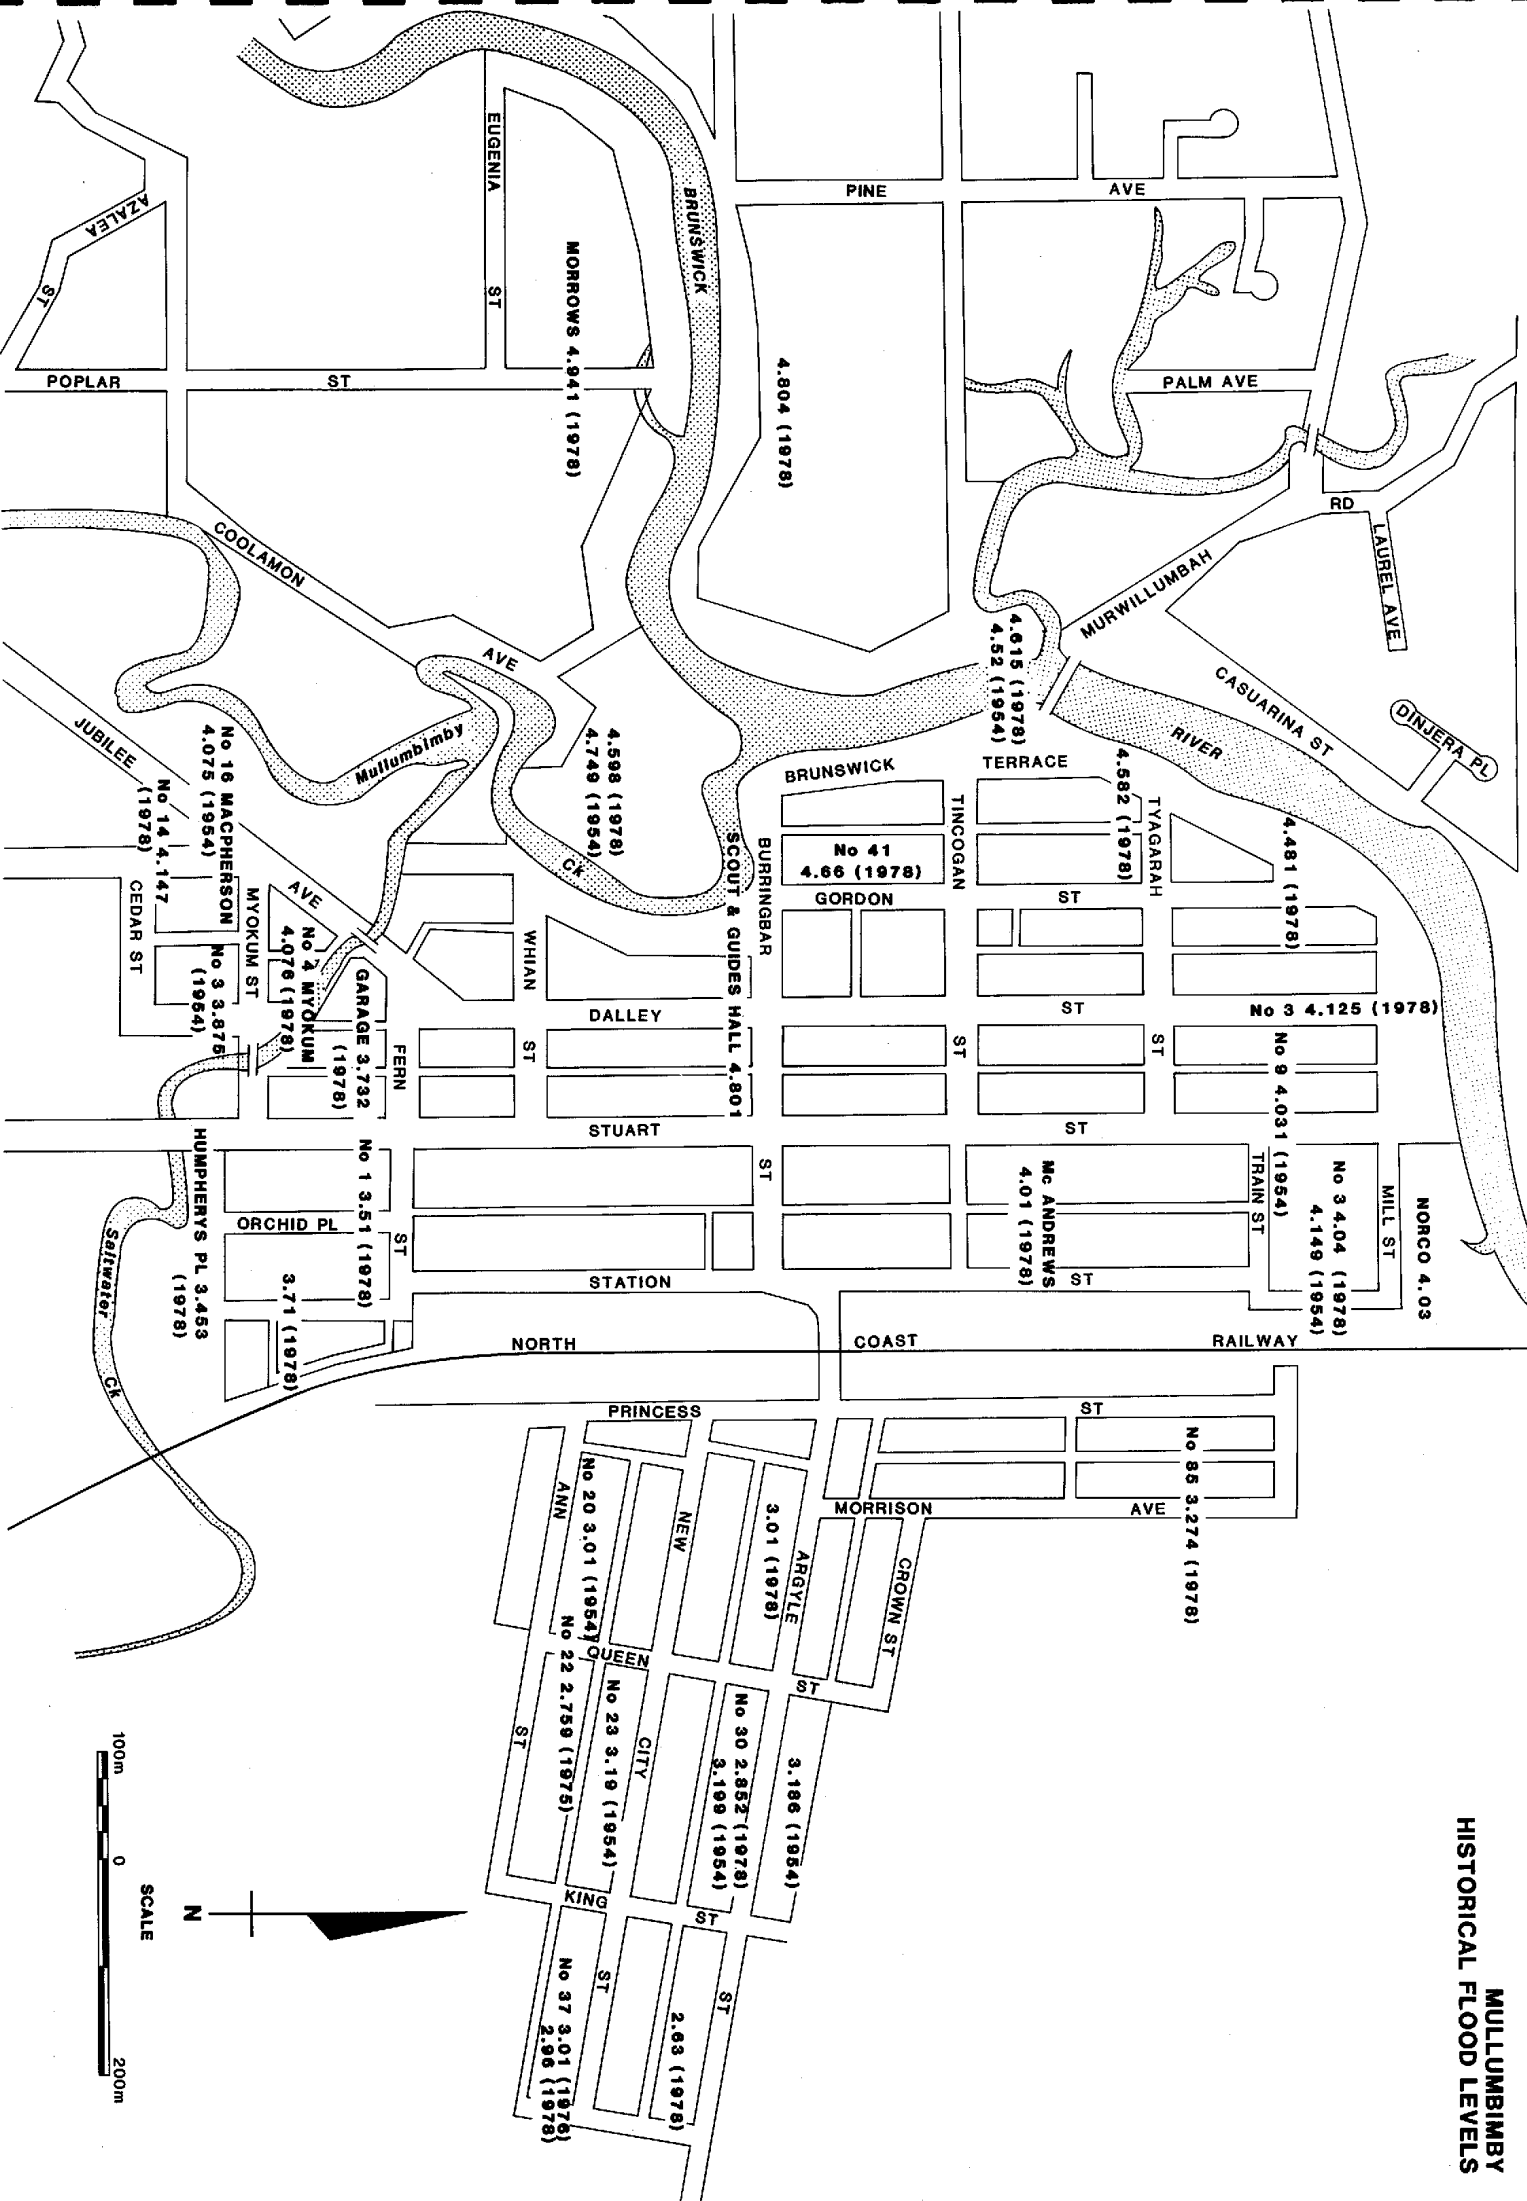 MULLUMBIMBY
HISTORICAL FLOOD LEVELS
EUGENIA
ST
BRUNSWICK
PINE
AVE
AZALEA
ST
MORROWS 4.941 (1978)
4.804 (1978)
POPLAR
ST
PALM AVE
COOLAMON
AVE
RD
LAUREL AVE
MURWILLUMBAH
CASUARINA ST
DINJERA PL
RIVER
4.615 (1978)
4.52 (1954)
JUBILEE
AVE
Mullumbimby
Ck
4.598 (1978)
4.749 (1954)
BRUNSWICK
TERRACE
4.582 (1978)
TYAGARAH
ST
4.481 (1978)
No 16 MACPHERSON
4.075 (1954)
No 14 4.147
(1978)
CEDAR ST
MYOKUM ST
No 41
4.66 (1978)
TINCOGAN
ST
GORDON
ST
BURRINGBAR
ST
SCOUT & GUIDES HALL 4.801
WHIAN
ST
No 4 MYOKUM
4.076 (1978)
No 3 3.875
(1954)
GARAGE 3.732
(1978)
FERN
ST
DALLEY
ST
No 3 4.125 (1978)
No 9 4.031 (1954)
STUART
ST
HUMPHERYS PL 3.453
(1978)
No 1 3.51 (1978)
ORCHID PL
3.71 (1978)
Saltwater
Ck
Mc ANDREWS
4.01 (1978)
TRAIN ST
No 3 4.04 (1978)
4.149 (1954)
MILL ST
NORCO 4.03
STATION
ST
NORTH
COAST
RAILWAY
PRINCESS
ST
No 85 3.274 (1978)
MORRISON
AVE
ANN
ST
No 20 3.01 (1954)
NEW
CITY
ST
3.01 (1978)
ARGYLE
ST
CROWN ST
QUEEN
ST
No 22 2.759 (1975)
No 23 3.19 (1954)
No 30 2.852 (1978)
3.199 (1954)
3.186 (1954)
KING
ST
No 37 3.01 (1976)
2.96 (1978)
2.63 (1978)
N
SCALE
100m
0
200m